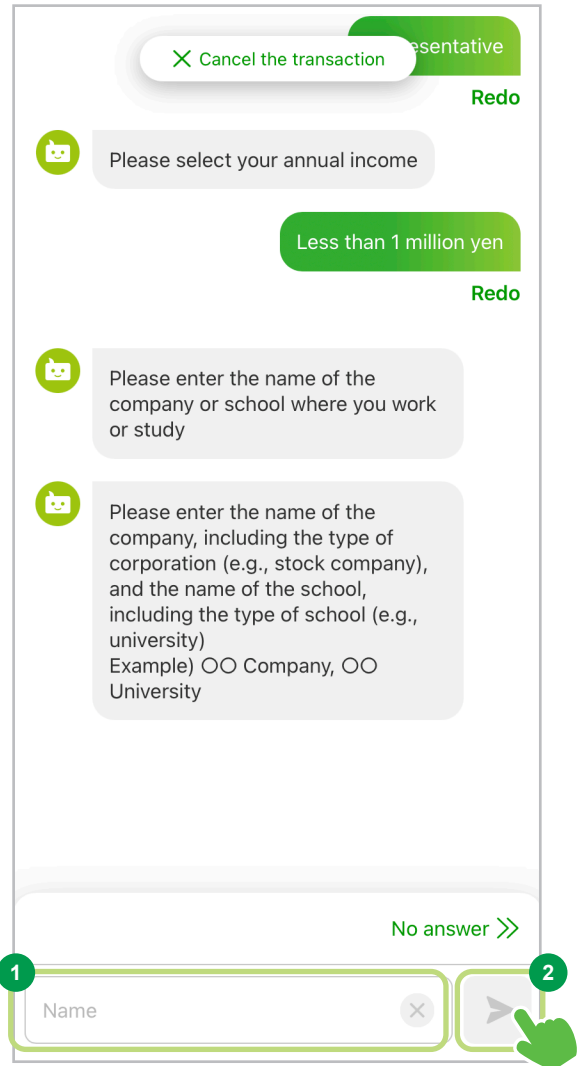 Cancel the transaction
Redo
Please select your annual income
Less than 1 million yen
Redo
Please enter the name of the
company or school where you work
or study
Please enter the name of the
company, including the type of
corporation (e.g., stock company),
and the name of the school,
including the type of school (e.g.,
university)
Example) ○○ Company, ○○
University
No answer
1
2
Name